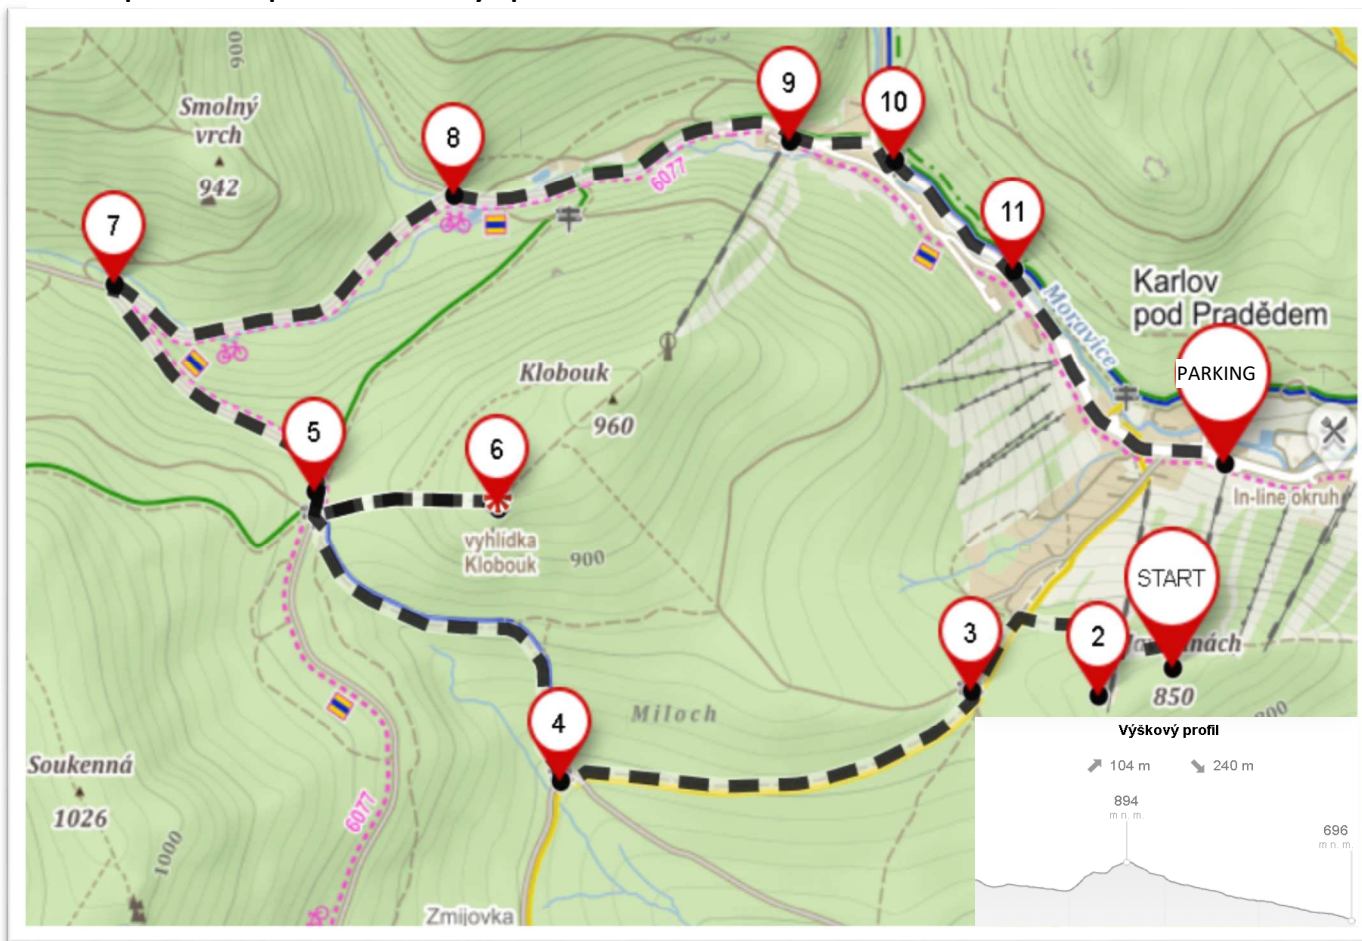 900
Smolný
vrch
942
7
8
9
10
6077
11
Karlov
pod Pradědem
Moravice
PARKING
Klobouk
960
5
6
vyhlídka
Klobouk
900
In-line okruh
START
3
2
850
Miloch
4
Soukenná
1026
1000
6077
Zmijovka
Výškový profil
104 m
240 m
894
m n. m.
696
m n. m.